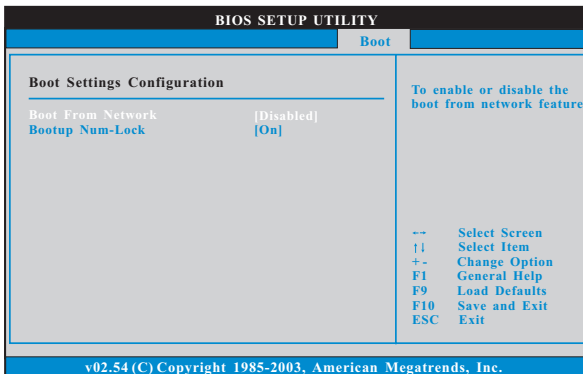 BIOS SETUP UTILITY
Boot
Boot Settings Configuration
Boot From Network [Disabled]
Bootup Num-Lock [On]
To enable or disable the
boot from network feature
←→ Select Screen
↑↓ Select Item
+ - Change Option
F1 General Help
F9 Load Defaults
F10 Save and Exit
ESC Exit
v02.54 (C) Copyright 1985-2003, American Megatrends, Inc.